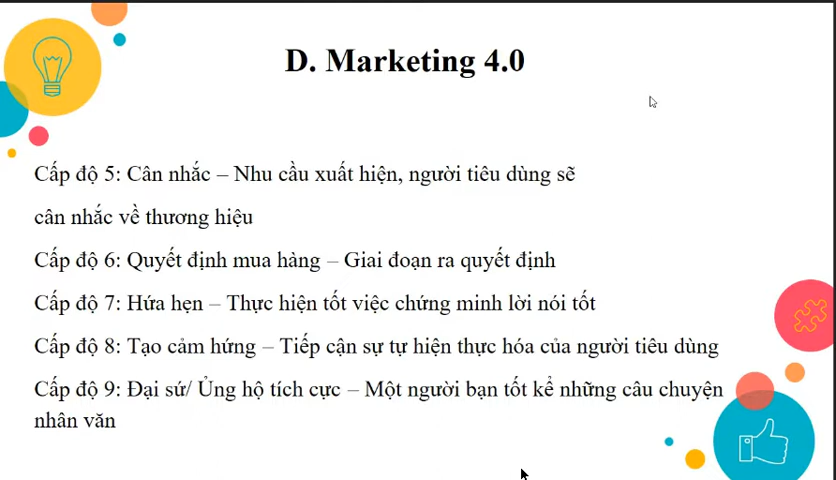 D. Marketing 4.0
Cấp độ 5: Cân nhắc – Nhu cầu xuất hiện, người tiêu dùng sẽ
cân nhắc về thương hiệu
Cấp độ 6: Quyết định mua hàng – Giai đoạn ra quyết định
Cấp độ 7: Hứa hẹn – Thực hiện tốt việc chứng minh lời nói tốt
Cấp độ 8: Tạo cảm hứng – Tiếp cận sự tự hiện thực hóa của người tiêu dùng
Cấp độ 9: Đại sứ/ Ủng hộ tích cực – Một người bạn tốt kể những câu chuyện
nhân văn